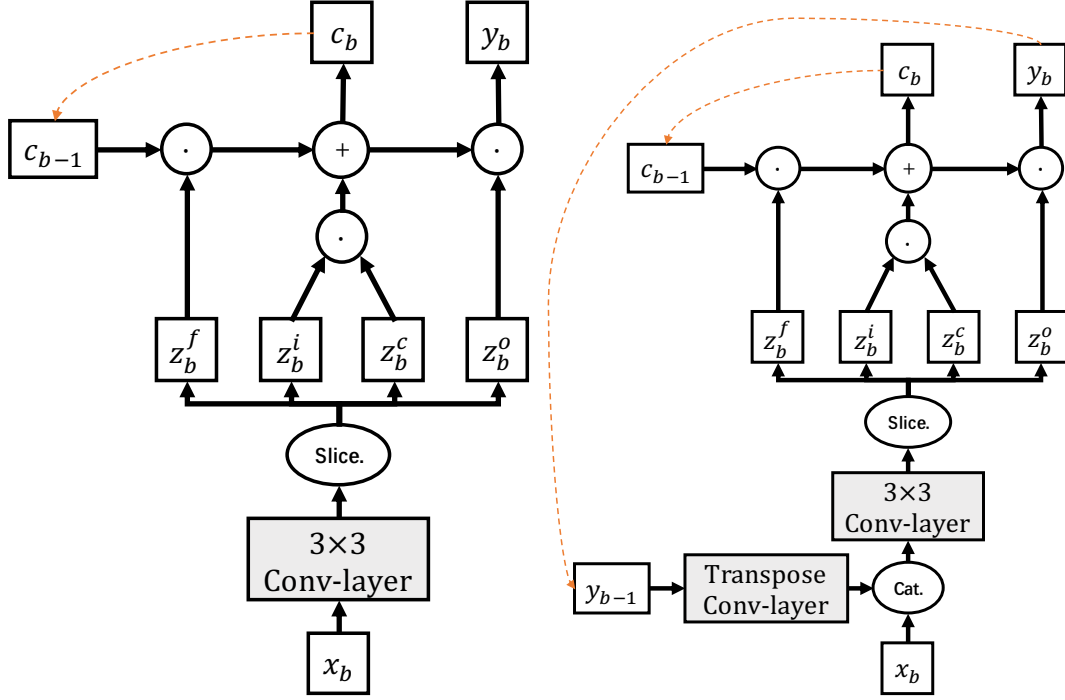 c_b y_b
c_{b-1} · + ·
·
z_b^f z_b^i z_b^c z_b^o
Slice.
3×3
Conv-layer
x_b
c_b y_b
c_{b-1} · + ·
·
z_b^f z_b^i z_b^c z_b^o
Slice.
3×3
Conv-layer
y_{b-1} Transpose
Conv-layer Cat.
x_b